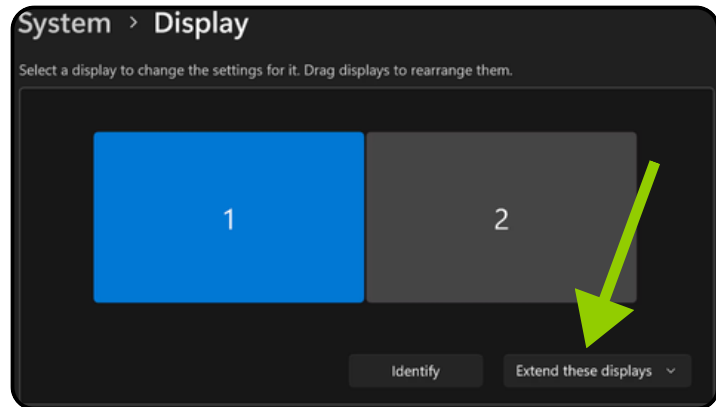 System > Display
Select a display to change the settings for it. Drag displays to rearrange them.
1
2
Identify
Extend these displays